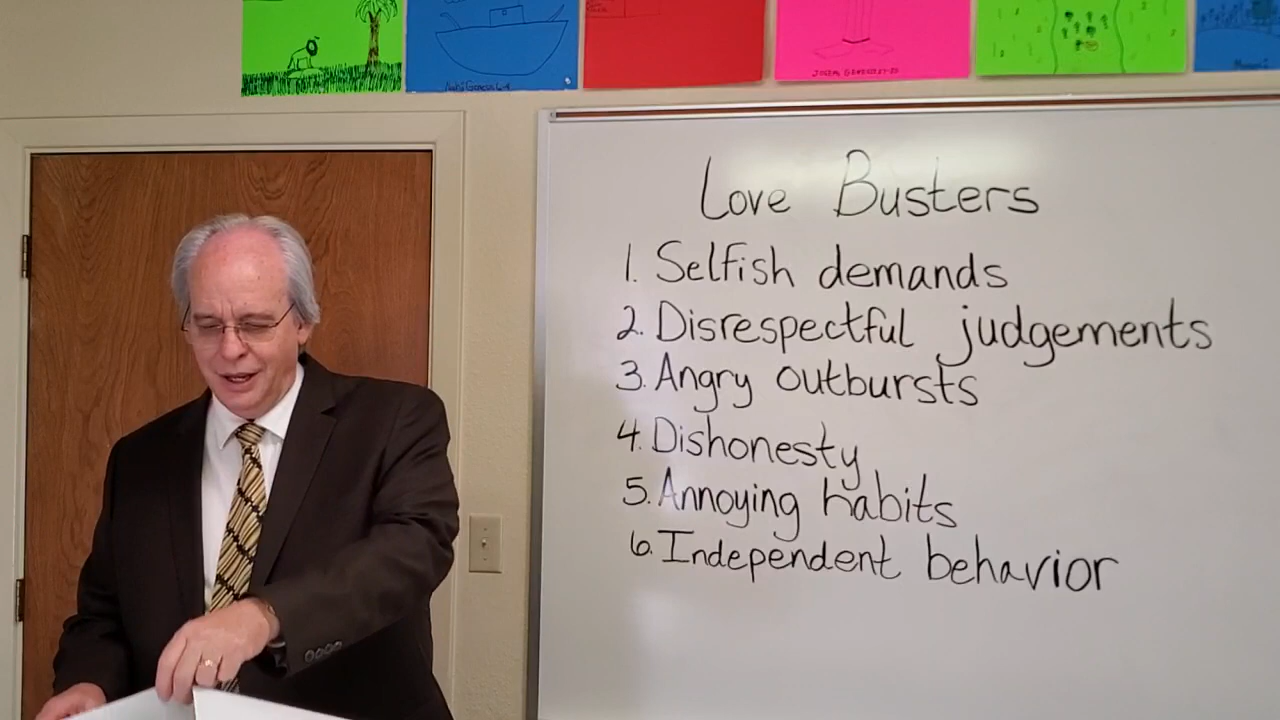 Love Busters
1. Selfish demands
2. Disrespectful judgements
3. Angry outbursts
4. Dishonesty
5. Annoying habits
6. Independent behavior